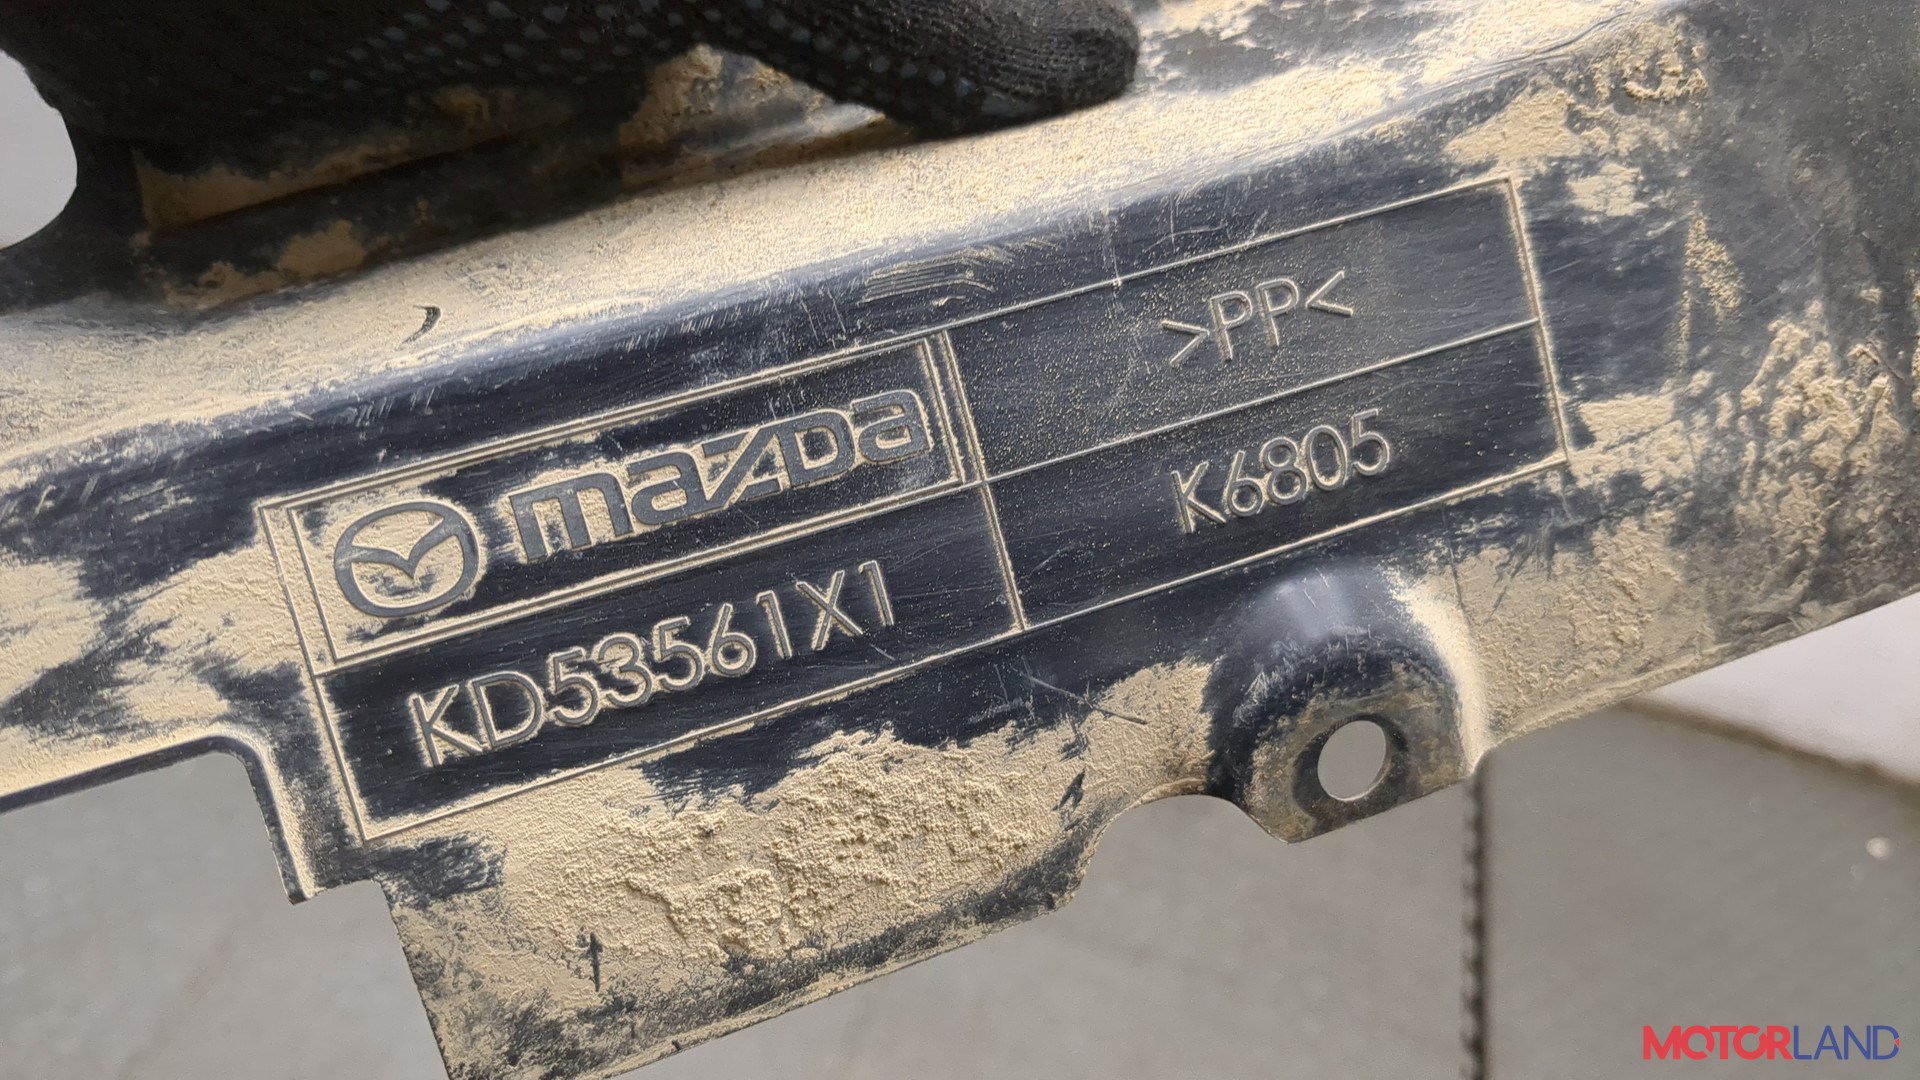 mazda
>PP<
KD53561X1
K6805
MOTORLAND